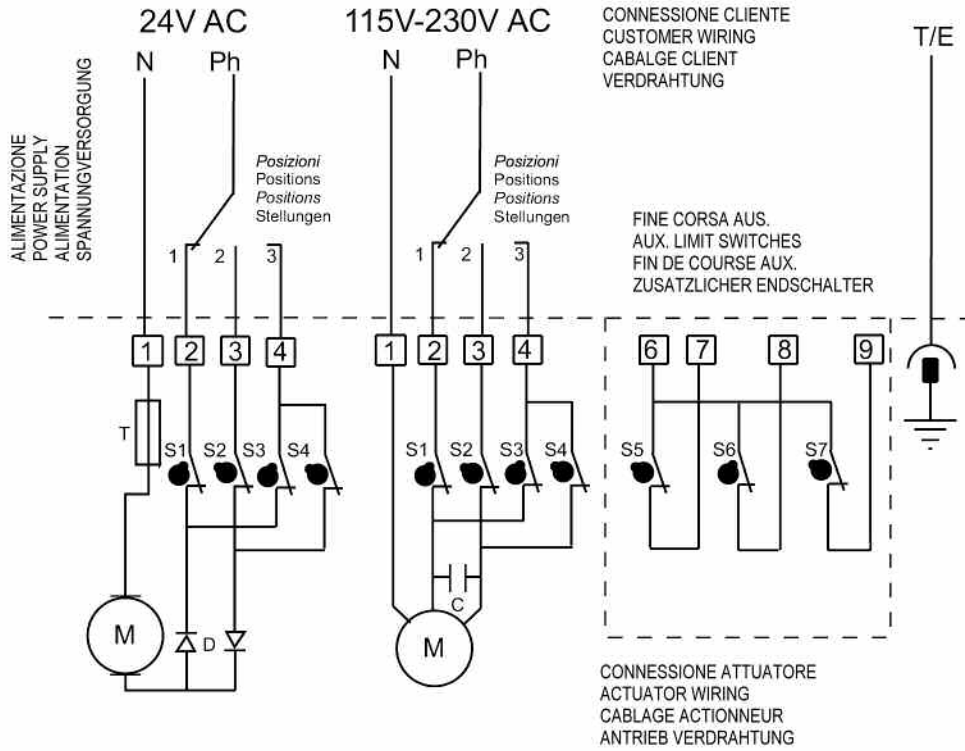 24V AC
115V-230V AC
CONNESSIONE CLIENTE
CUSTOMER WIRING
CABALGE CLIENT
VERDRAHTUNG
T/E
N
Ph
N
Ph
ALIMENTAZIONE
POWER SUPPLY
ALIMENTATION
SPANNUNGVERSORGUNG
Posizioni
Positions
Positions
Stellungen
Posizioni
Positions
Positions
Stellungen
FINE CORSA AUS.
AUX. LIMIT SWITCHES
FIN DE COURSE AUX.
ZUSATZLICHER ENDSCHALTER
1 2 3
1 2 3
1 2 3 4
1 2 3 4
6 7 8 9
T
S1 S2 S3 S4
S1 S2 S3 S4
S5 S6 S7
C
M
D
M
CONNESSIONE ATTUATORE
ACTUATOR WIRING
CABLAGE ACTIONNEUR
ANTRIEB VERDRAHTUNG